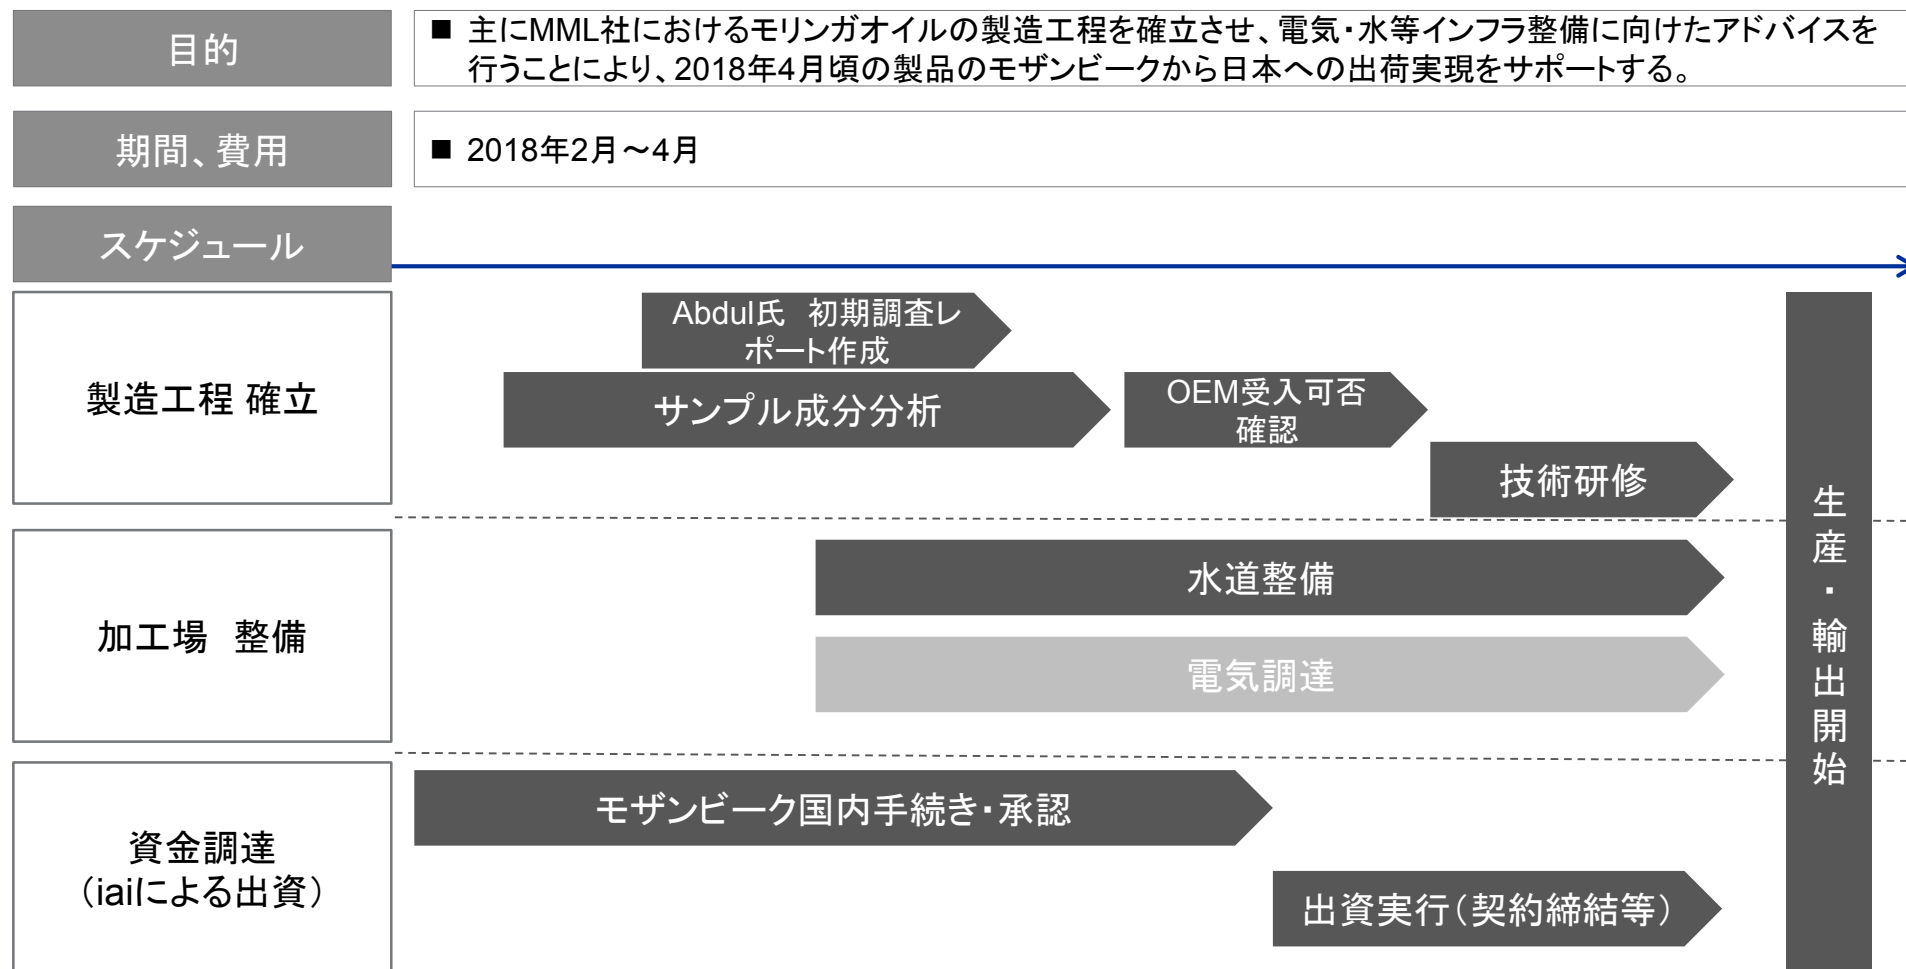 目的
■ 主にMML社におけるモリンガオイルの製造工程を確立させ、電気・水等インフラ整備に向けたアドバイスを
行うことにより、2018年4月頃の製品のモザンビークから日本への出荷実現をサポートする。
期間、費用
■ 2018年2月～4月
スケジュール
製造工程 確立
Abdul氏　初期調査レ
ポート作成
サンプル成分分析
OEM受入可否
確認
技術研修
加工場　整備
水道整備
電気調達
資金調達
（iaiによる出資）
モザンビーク国内手続き・承認
出資実行（契約締結等）
生産・輸出開始